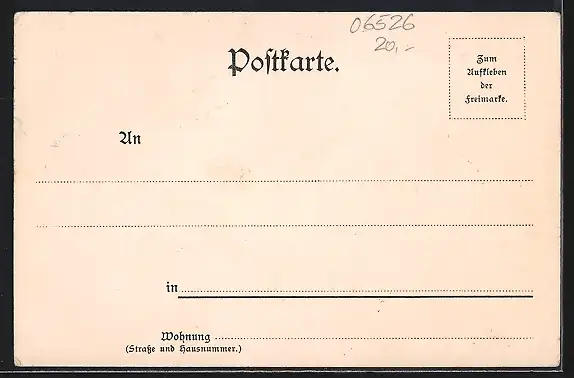 06526
20,-
Postkarte.
Zum
Aufkleben
der
Freimarke.
An
in
Wohnung
(Straße und Hausnummer.)